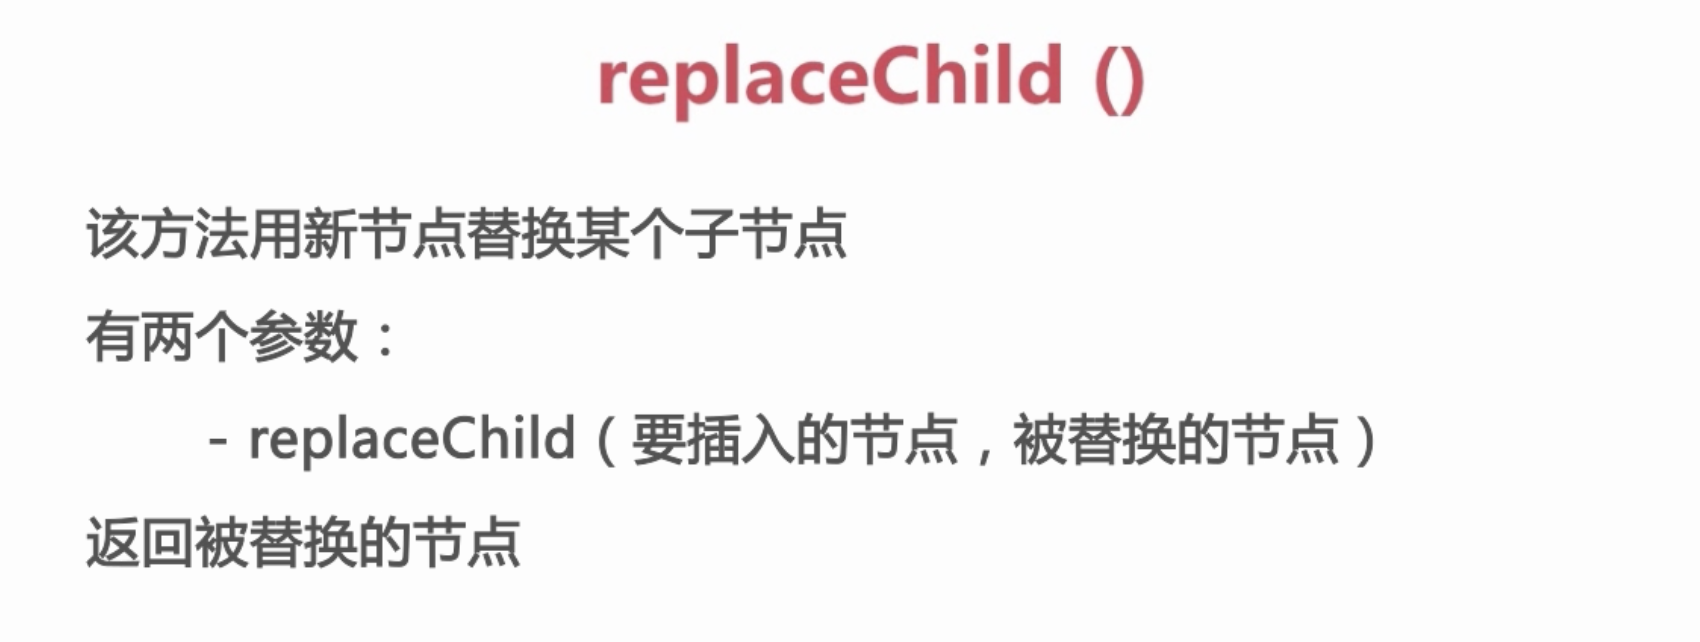 replaceChild ()
该方法用新节点替换某个子节点
有两个参数：
- replaceChild（要插入的节点，被替换的节点）
返回被替换的节点